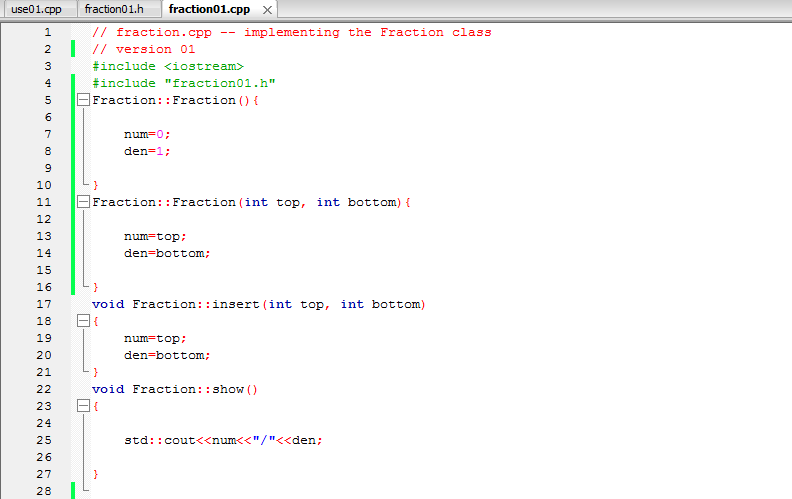 use01.cpp fraction01.h fraction01.cpp
1 // fraction.cpp -- implementing the Fraction class
2 // version 01
3 #include <iostream>
4 #include "fraction01.h"
5 Fraction::Fraction(){
6
7 num=0;
8 den=1;
9
10 }
11 Fraction::Fraction(int top, int bottom){
12
13 num=top;
14 den=bottom;
15
16 }
17 void Fraction::insert(int top, int bottom)
18 {
19 num=top;
20 den=bottom;
21 }
22 void Fraction::show()
23 {
24
25 std::cout<<num<<"/"<<den;
26
27 }
28